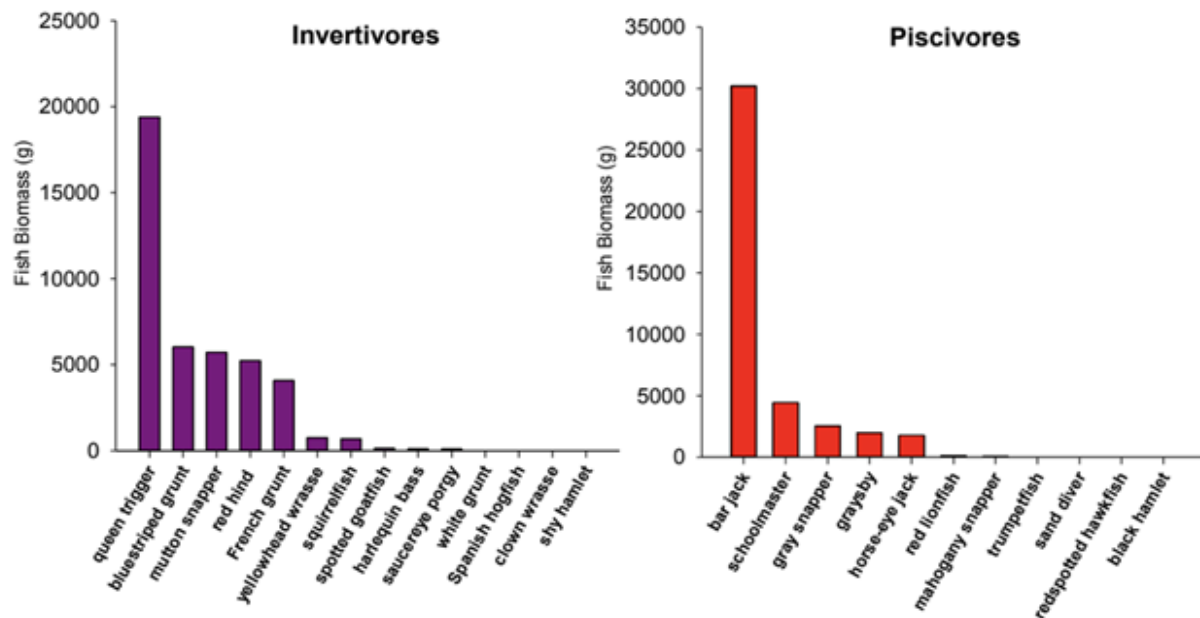 Invertivores
Fish Biomass (g)
25000
20000
15000
10000
5000
0
queen trigger
bluestriped grunt
mutton snapper
red hind
French grunt
yellowhead wrasse
squirrelfish
spotted goatfish
harlequin bass
saucereye porgy
white grunt
Spanish hogfish
clown wrasse
shy hamlet
Piscivores
Fish Biomass (g)
35000
30000
25000
20000
15000
10000
5000
0
bar jack
schoolmaster
gray snapper
graysby
horse-eye jack
red lionfish
mahogany snapper
trumpetfish
sand diver
redspotted hawkfish
black hamlet